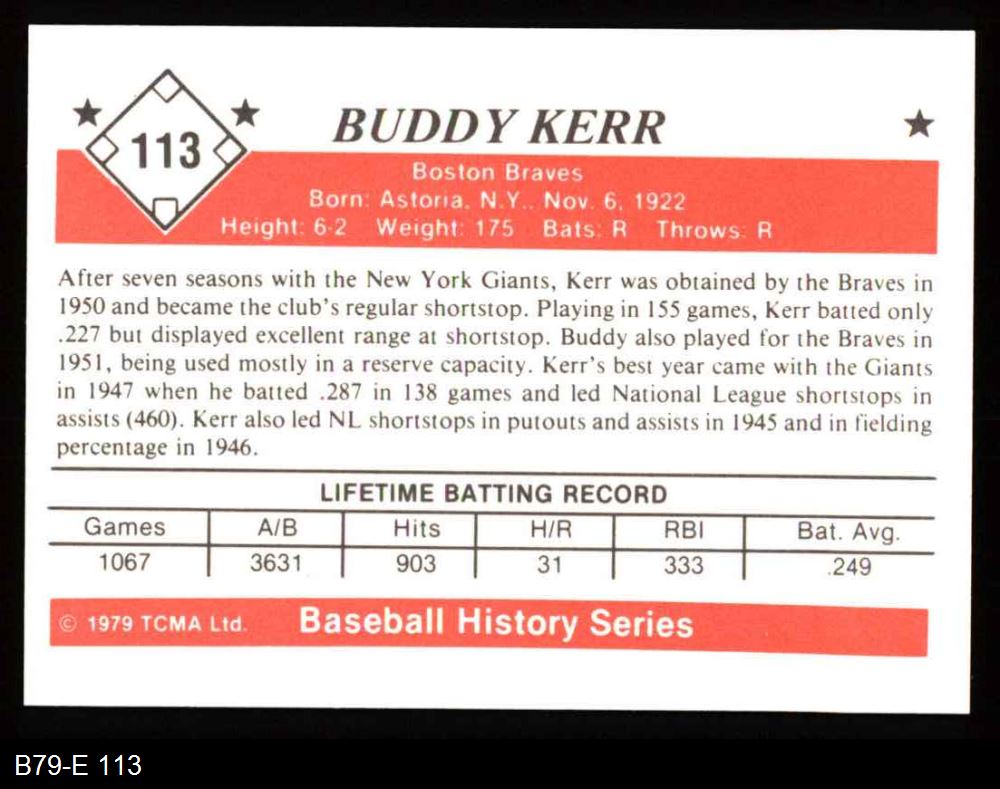 113
BUDDY KERR
Boston Braves
Born: Astoria, N.Y., Nov. 6, 1922
Height: 6-2 Weight: 175 Bats: R Throws: R
After seven seasons with the New York Giants, Kerr was obtained by the Braves in
1950 and became the club's regular shortstop. Playing in 155 games, Kerr batted only
.227 but displayed excellent range at shortstop. Buddy also played for the Braves in
1951, being used mostly in a reserve capacity. Kerr's best year came with the Giants
in 1947 when he batted .287 in 138 games and led National League shortstops in
assists (460). Kerr also led NL shortstops in putouts and assists in 1945 and in fielding
percentage in 1946.
LIFETIME BATTING RECORD
Games A/B Hits H/R RBI Bat. Avg.
1067 3631 903 31 333 .249
© 1979 TCMA Ltd. Baseball History Series
B79-E 113